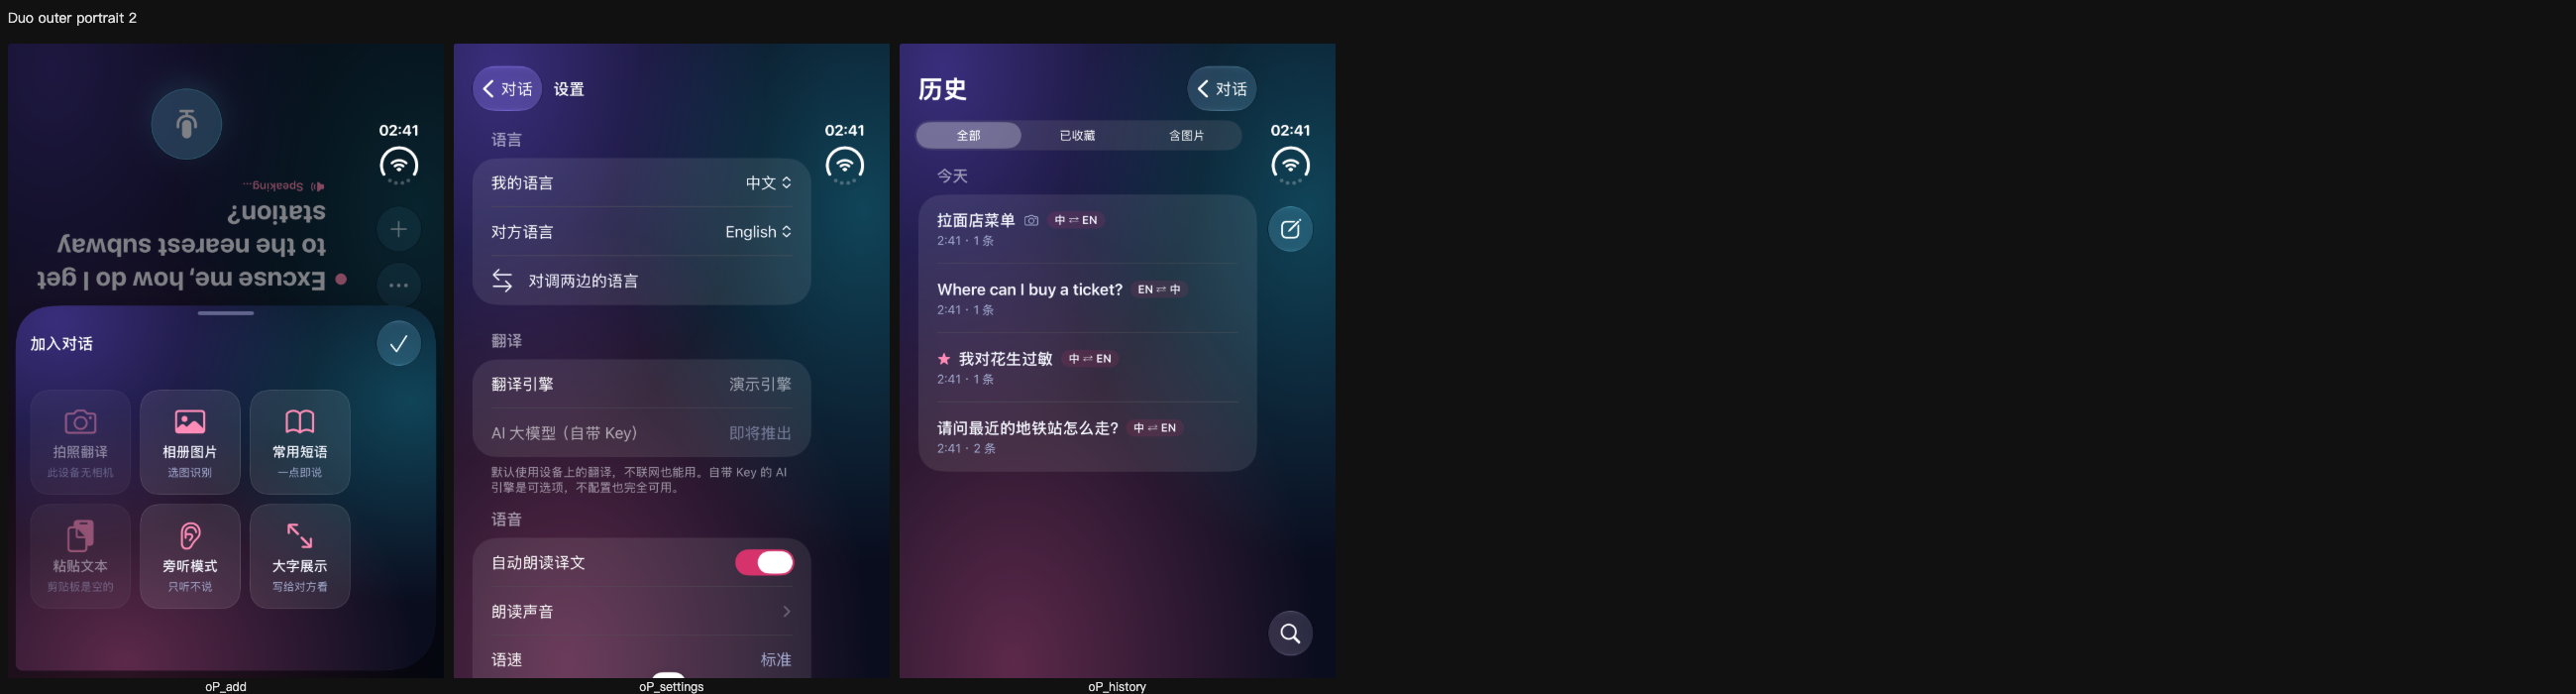 Duo outer portrait 2
02:41
Speaking...
Excuse me, how do I get
to the nearest subway
station?
加入对话
拍照翻译
此设备无相机
相册图片
选图识别
常用短语
一点即说
粘贴文本
剪贴板是空的
旁听模式
只听不说
大字展示
写给对方看
oP_add
对话
设置
02:41
语言
我的语言
中文
对方语言
English
对调两边的语言
翻译
翻译引擎
演示引擎
AI 大模型（自带 Key）
即将推出
默认使用设备上的翻译，不联网也能用。自带 Key 的 AI
引擎是可选项，不配置也完全可用。
语音
自动朗读译文
朗读声音
语速
标准
oP_settings
历史
对话
全部
已收藏
含图片
02:41
今天
拉面店菜单 中 ⇌ EN
2:41 · 1 条
Where can I buy a ticket? EN ⇌ 中
2:41 · 1 条
我对花生过敏 中 ⇌ EN
2:41 · 1 条
请问最近的地铁站怎么走? 中 ⇌ EN
2:41 · 2 条
oP_history